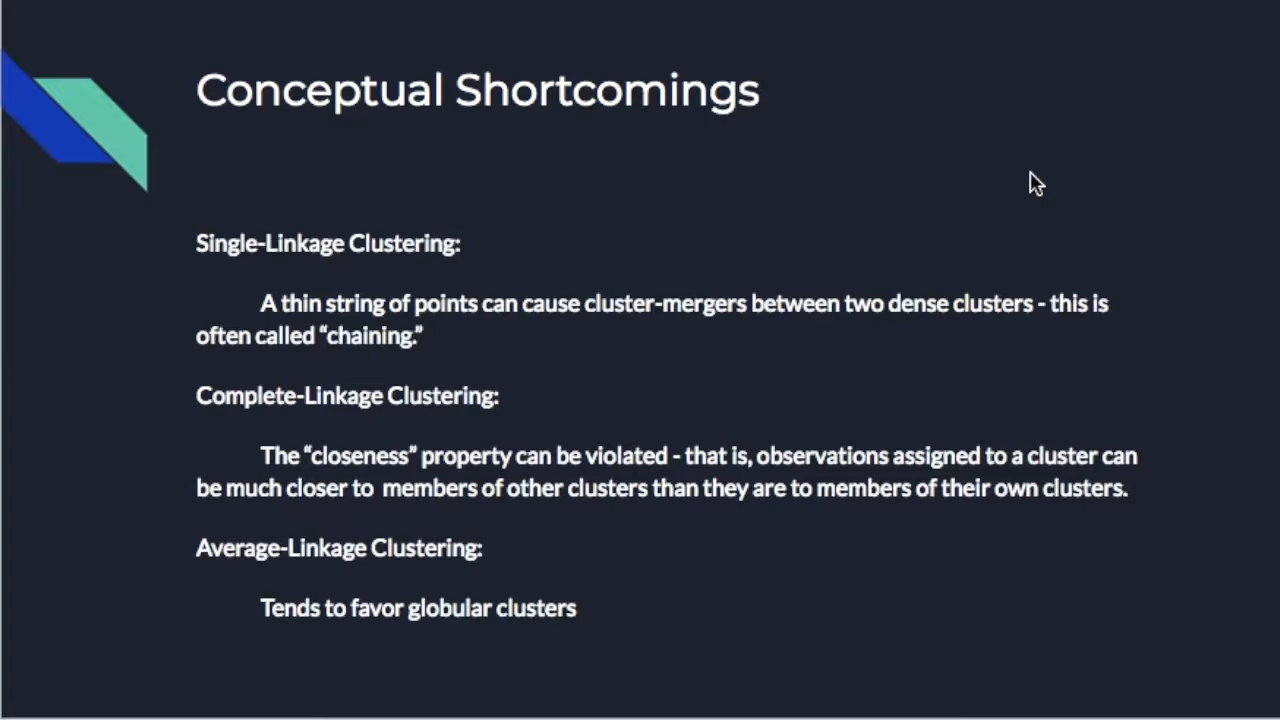 Conceptual Shortcomings
Single-Linkage Clustering:
A thin string of points can cause cluster-mergers between two dense clusters - this is
often called “chaining.”
Complete-Linkage Clustering:
The “closeness” property can be violated - that is, observations assigned to a cluster can
be much closer to  members of other clusters than they are to members of their own clusters.
Average-Linkage Clustering:
Tends to favor globular clusters